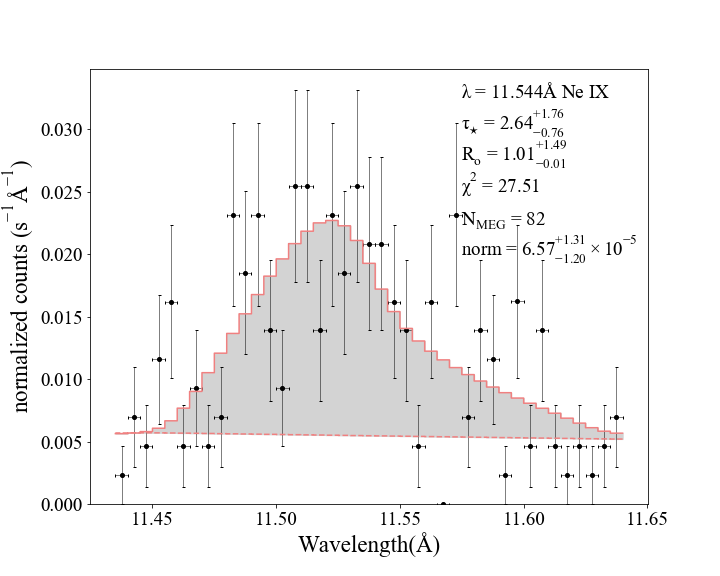 λ = 11.544Å Ne IX
τ⋆ = 2.64 +1.76 −0.76
Ro = 1.01 +1.49 −0.01
χ² = 27.51
NMEG = 82
norm = 6.57 +1.31 −1.20 × 10⁻⁵
normalized counts (s⁻¹ Å⁻¹)
0.030
0.025
0.020
0.015
0.010
0.005
0.000
11.45 11.50 11.55 11.60 11.65
Wavelength(Å)